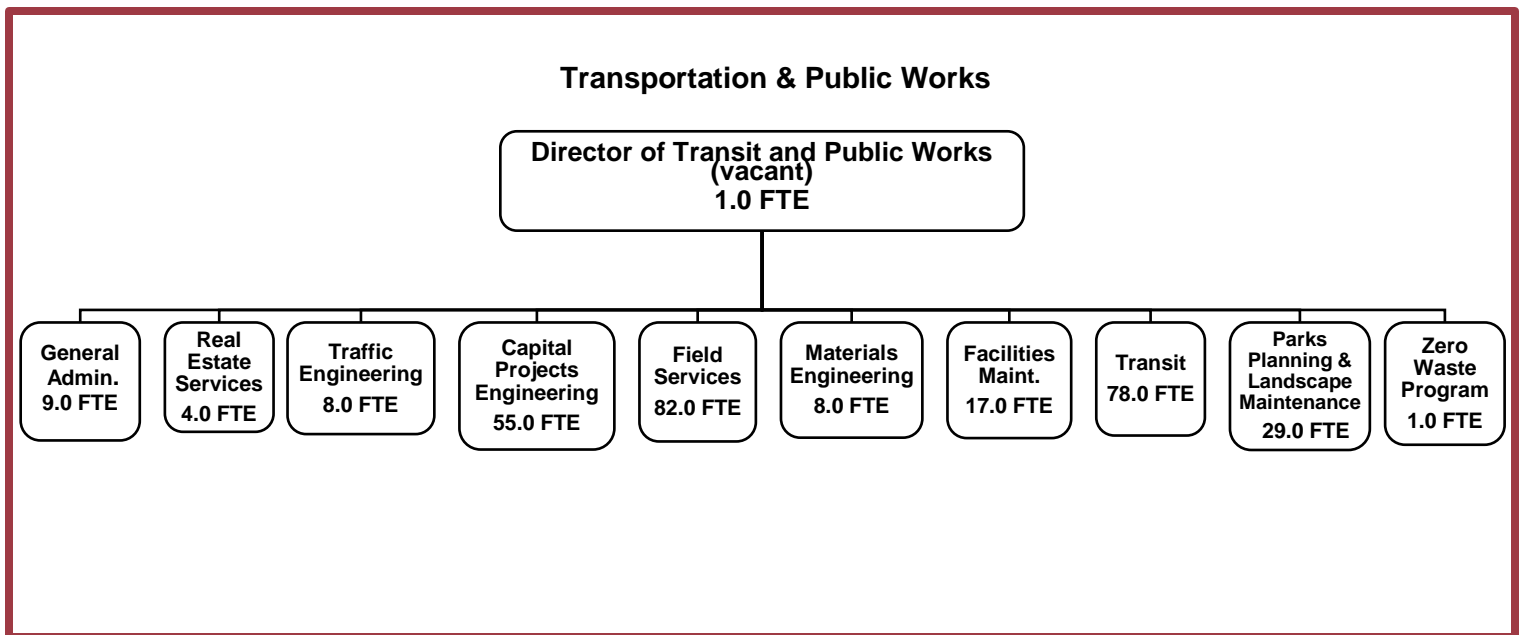 Transportation & Public Works
Director of Transit and Public Works
(vacant)
1.0 FTE
General
Admin.
9.0 FTE
Real
Estate
Services
4.0 FTE
Traffic
Engineering
8.0 FTE
Capital
Projects
Engineering
55.0 FTE
Field
Services
82.0 FTE
Materials
Engineering
8.0 FTE
Facilities
Maint.
17.0 FTE
Transit
78.0 FTE
Parks
Planning &
Landscape
Maintenance
29.0 FTE
Zero
Waste
Program
1.0 FTE